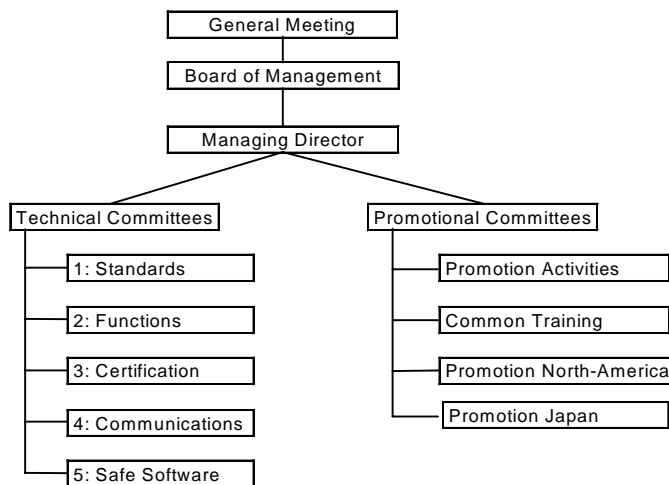 General Meeting
Board of Management
Managing Director
Technical Committees
1: Standards
2: Functions
3: Certification
4: Communications
5: Safe Software
Promotional Committees
Promotion Activities
Common Training
Promotion North-America
Promotion Japan